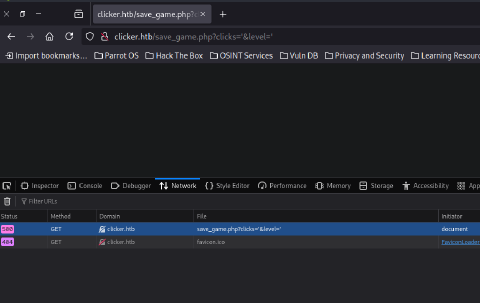 clicker.htb/save_game.php?c
clicker.htb/save_game.php?clicks='&level='
Import bookmarks... Parrot OS Hack The Box OSINT Services Vuln DB Privacy and Security Learning Resourc
Inspector Console Debugger Network Style Editor Performance Memory Storage Accessibility App
Filter URLs
Status Method Domain File Initiator
500 GET clicker.htb save_game.php?clicks='&level=' document
404 GET clicker.htb favicon.ico FaviconLoader